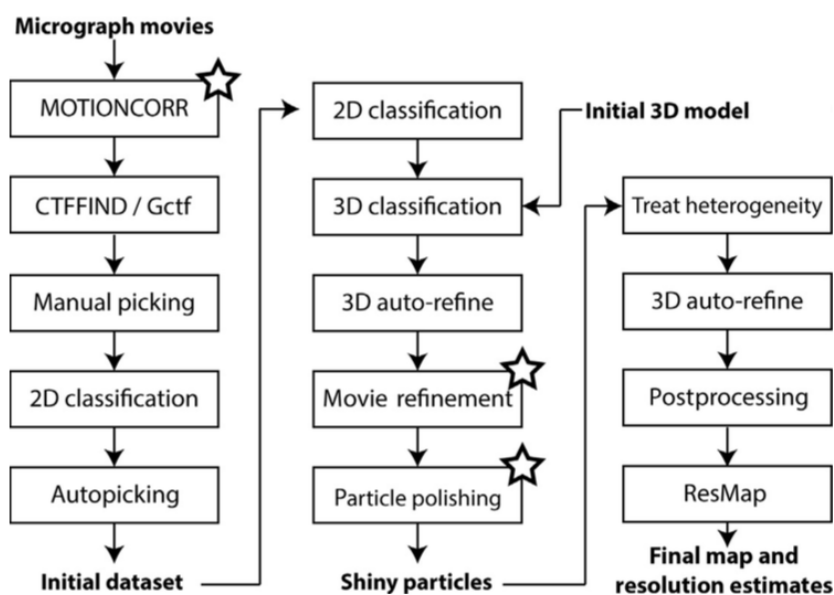 Micrograph movies
MOTIONCORR
CTFFIND / Gctf
Manual picking
2D classification
Autopicking
Initial dataset
2D classification
Initial 3D model
3D classification
3D auto-refine
Movie refinement
Particle polishing
Shiny particles
Treat heterogeneity
3D auto-refine
Postprocessing
ResMap
Final map and
resolution estimates